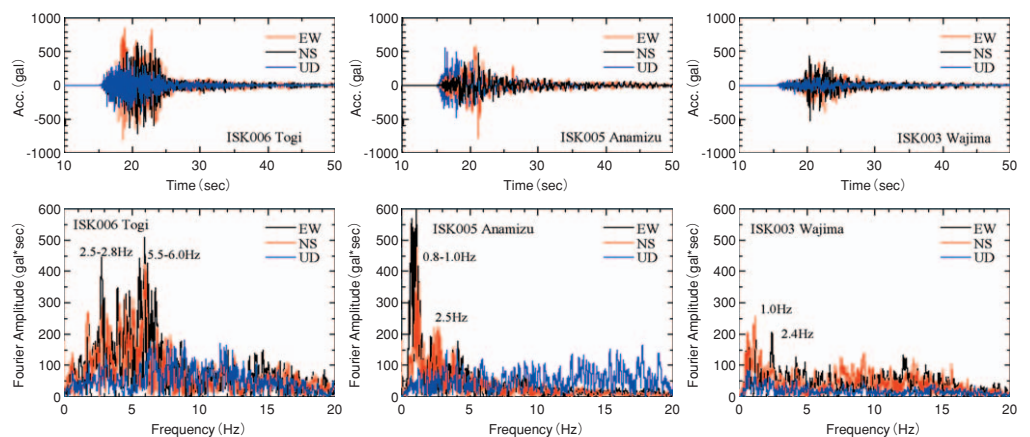 1000
500
0
-500
-1000
Acc.（gal）
EW
NS
UD
ISK006 Togi
10 20 30 40 50
Time（sec）
1000
500
0
-500
-1000
Acc.（gal）
EW
NS
UD
ISK005 Anamizu
10 20 30 40 50
Time（sec）
1000
500
0
-500
-1000
Acc.（gal）
EW
NS
UD
ISK003 Wajima
10 20 30 40 50
Time（sec）
600
500
400
300
200
100
0
Fourier Amplitude（gal*sec）
ISK006 Togi
EW
NS
UD
2.5-2.8Hz
5.5-6.0Hz
0 5 10 15 20
Frequency（Hz）
600
500
400
300
200
100
0
Fourier Amplitude（gal*sec）
ISK005 Anamizu
EW
NS
UD
0.8-1.0Hz
2.5Hz
0 5 10 15 20
Frequency（Hz）
600
500
400
300
200
100
0
Fourier Amplitude（gal*sec）
ISK003 Wajima
EW
NS
UD
1.0Hz
2.4Hz
0 5 10 15 20
Frequency（Hz）